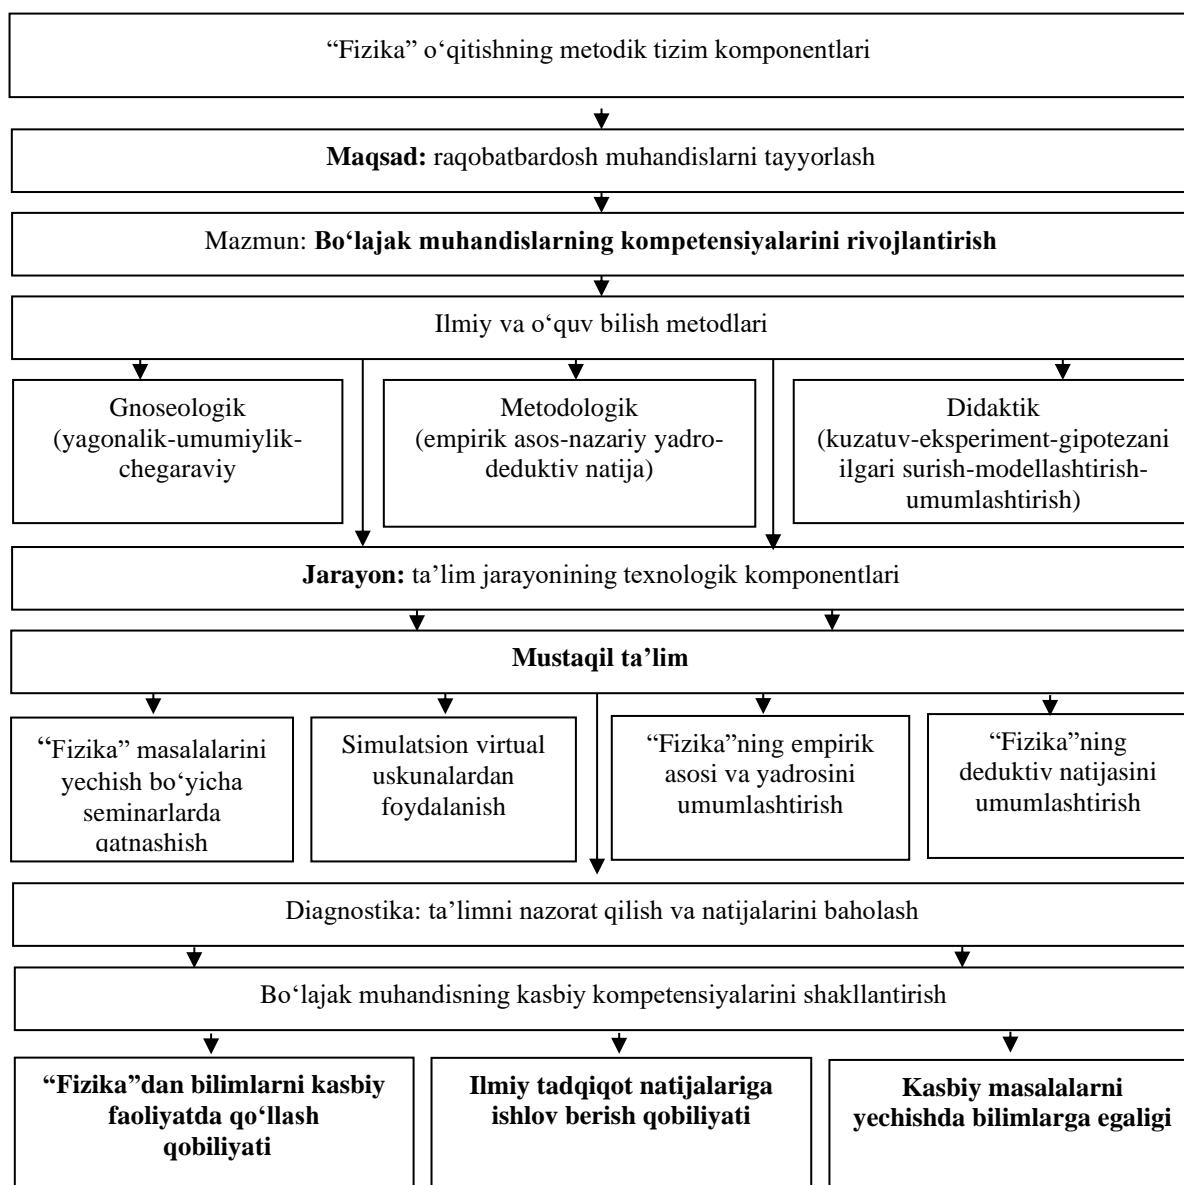 “Fizika” o‘qitishning metodik tizim komponentlari
Maqsad: raqobatbardosh muhandislarni tayyorlash
Mazmun: Bo‘lajak muhandislarning kompetensiyalarini rivojlantirish
Ilmiy va o‘quv bilish metodlari
Gnoseologik
(yagonalik-umumiylik-
chegaraviy
Metodologik
(empirik asos-nazariy yadro-
deduktiv natija)
Didaktik
(kuzatuv-eksperiment-gipotezani
ilgari surish-modellashtirish-
umumlashtirish)
Jarayon: ta’lim jarayonining texnologik komponentlari
Mustaqil ta’lim
“Fizika” masalalarini
yechish bo‘yicha
seminarlarda
qatnashish
Simulatsion virtual
uskunalardan
foydalanish
“Fizika”ning empirik
asosi va yadrosini
umumlashtirish
“Fizika”ning
deduktiv natijasini
umumlashtirish
Diagnostika: ta’limni nazorat qilish va natijalarini baholash
Bo‘lajak muhandisning kasbiy kompetensiyalarini shakllantirish
“Fizika”dan bilimlarni kasbiy
faoliyatda qo‘llash
qobiliyati
Ilmiy tadqiqot natijalariga
ishlov berish qobiliyati
Kasbiy masalalarni
yechishda bilimlarga egaligi